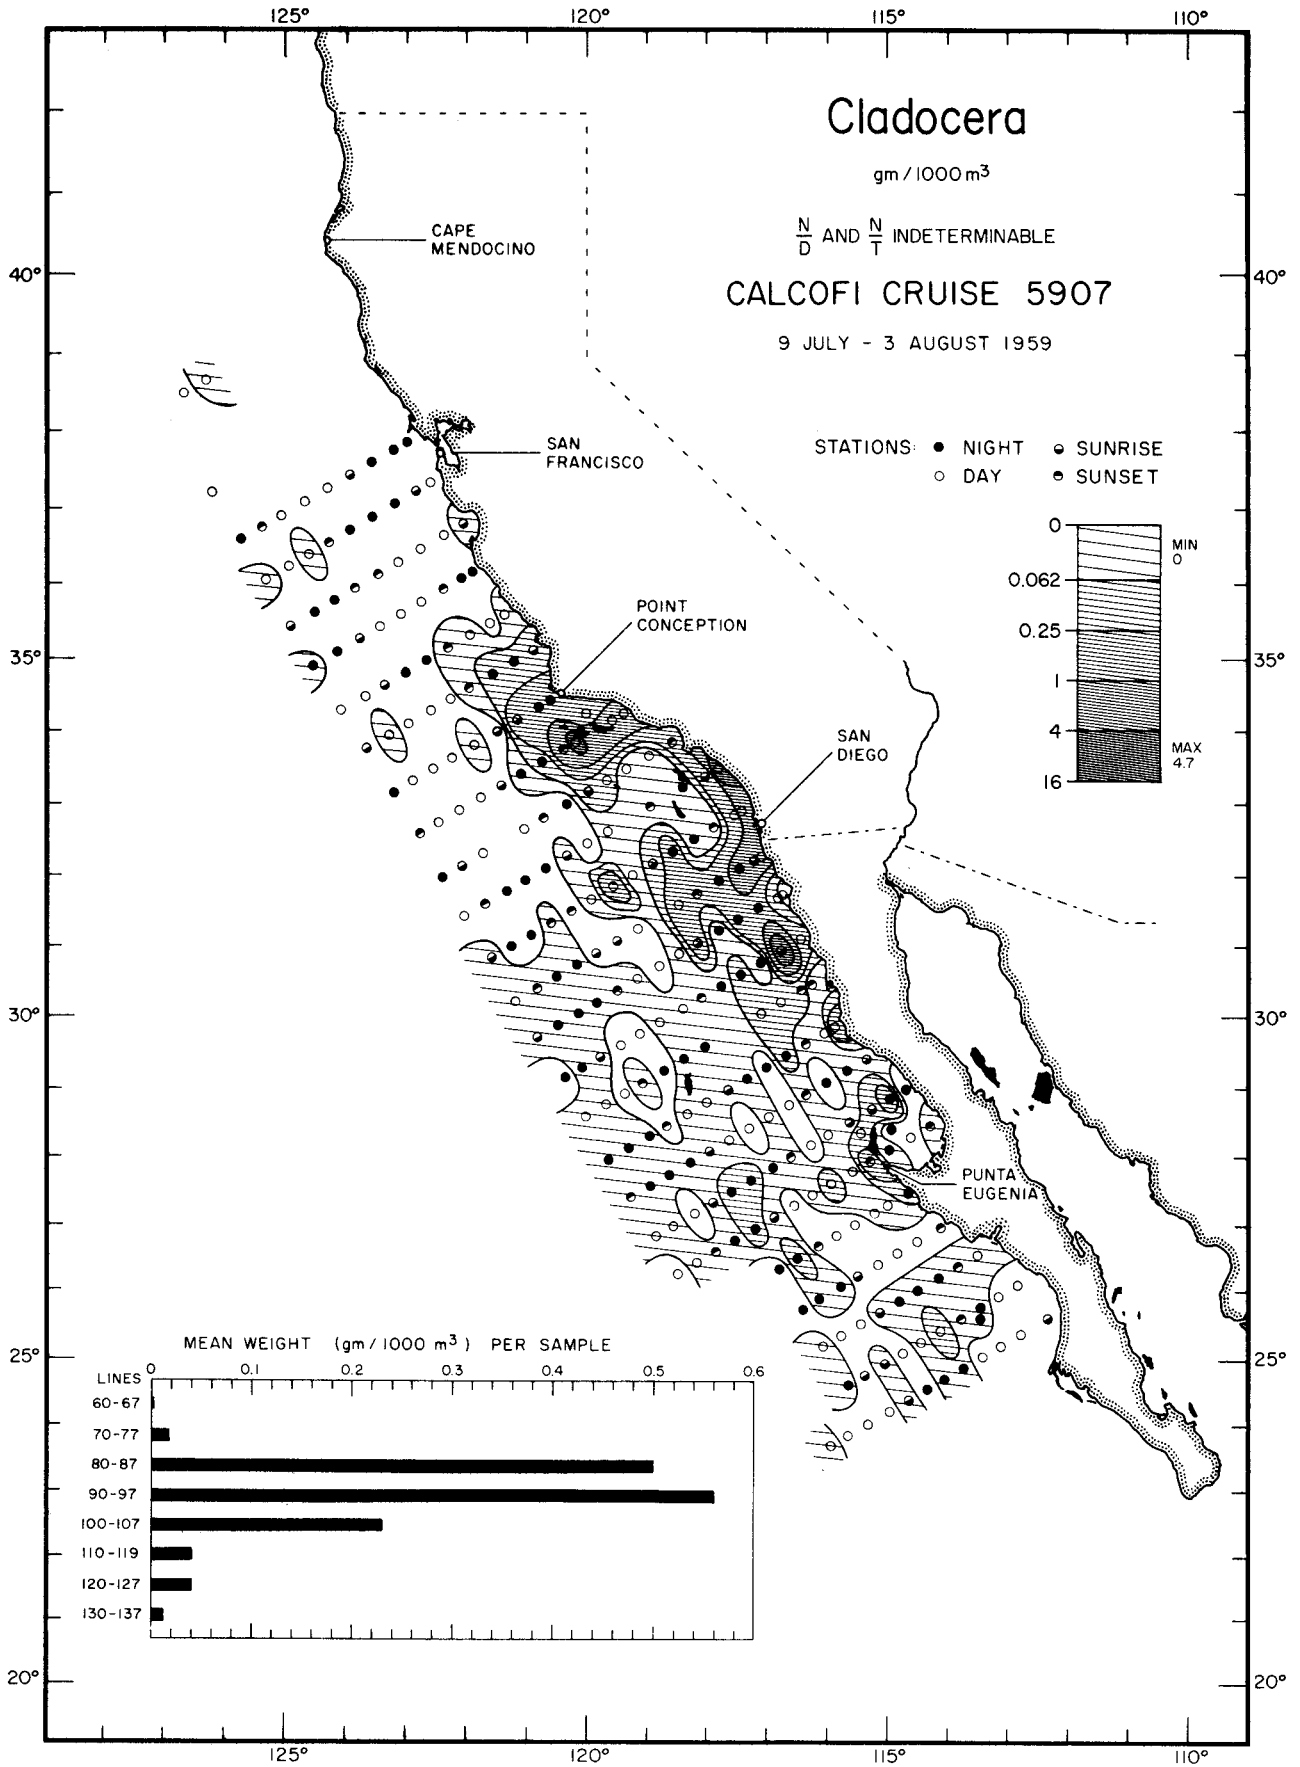 125° 120° 115° 110°
Cladocera
gm/1000m³
N/D AND N/T INDETERMINABLE
CALCOFI CRUISE 5907
9 JULY - 3 AUGUST 1959
CAPE
MENDOCINO
40° 40°
SAN
FRANCISCO
STATIONS: ● NIGHT ◒ SUNRISE
○ DAY ◓ SUNSET
0
MIN
0
0.062
0.25
1
4
MAX
4.7
16
POINT
CONCEPTION
35° 35°
SAN
DIEGO
30° 30°
PUNTA
EUGENIA
25° 25°
MEAN WEIGHT (gm/1000 m³) PER SAMPLE
LINES 0 0.1 0.2 0.3 0.4 0.5 0.6
60-67
70-77
80-87
90-97
100-107
110-119
120-127
130-137
20° 20°
125° 120° 115° 110°